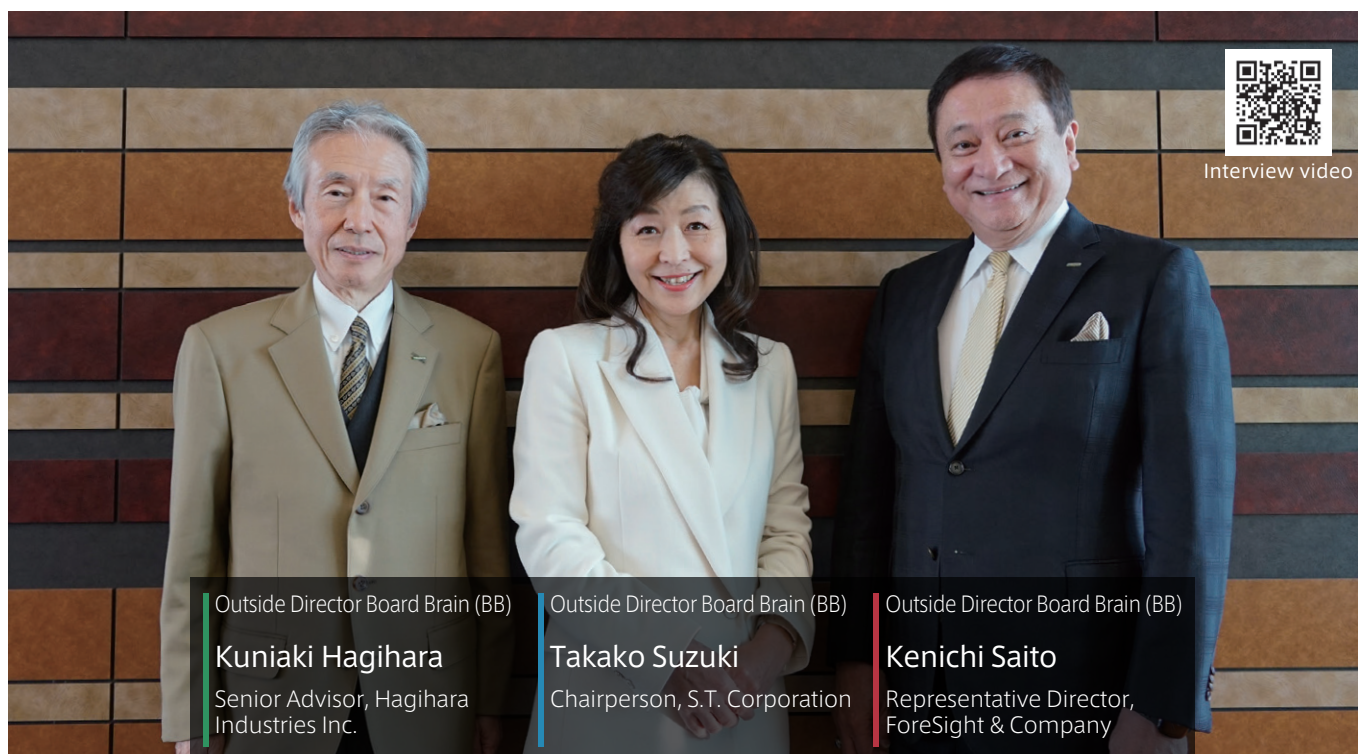 Interview video
Outside Director Board Brain (BB)
Kuniaki Hagihara
Senior Advisor, Hagihara
Industries Inc.
Outside Director Board Brain (BB)
Takako Suzuki
Chairperson, S.T. Corporation
Outside Director Board Brain (BB)
Kenichi Saito
Representative Director,
ForeSight & Company